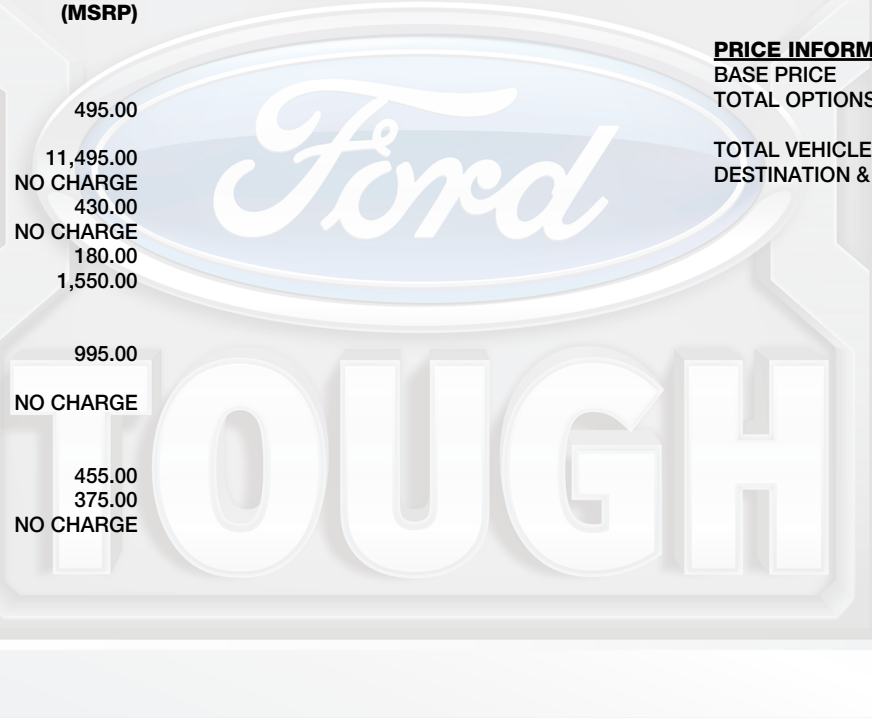 (MSRP)
495.00
11,495.00
NO CHARGE
430.00
NO CHARGE
180.00
1,550.00
995.00
NO CHARGE
455.00
375.00
NO CHARGE
PRICE INFORM
BASE PRICE
TOTAL OPTIONS
TOTAL VEHICLE
DESTINATION &
Ford
TOUGH